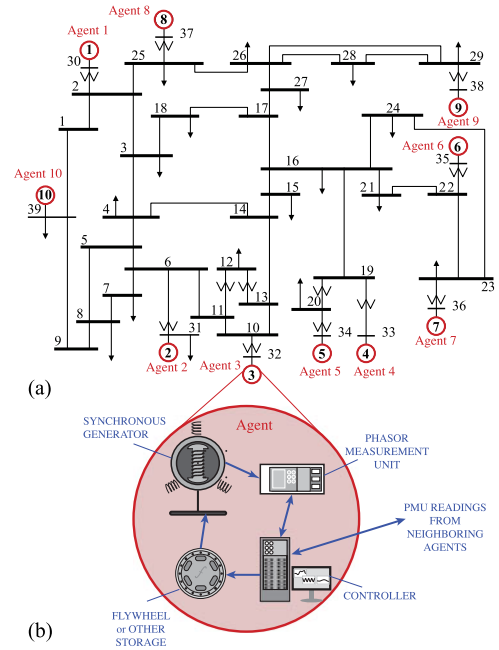 Agent 8
8
37
Agent 1
1
30
25
26
28
29
2
38
27
9
Agent 9
1
18
17
24
Agent 6
6
3
35
16
Agent 10
10
15
21
22
39
4
14
5
6
12
19
7
20
13
23
36
11
8
31
10
34
33
7
Agent 7
9
2
Agent 2
Agent 3
32
3
5
Agent 5
4
Agent 4
(a)
SYNCHRONOUS
GENERATOR
Agent
PHASOR
MEASUREMENT
UNIT
PMU READINGS
FROM
NEIGHBORING
AGENTS
CONTROLLER
FLYWHEEL
or OTHER
STORAGE
(b)